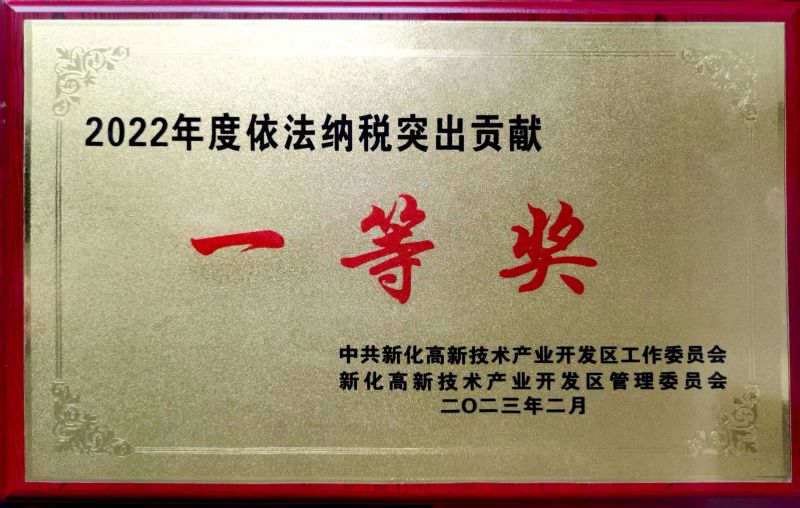 2022年度依法纳税突出贡献
一等奖
中共新化高新技术产业开发区工作委员会
新化高新技术产业开发区管理委员会
二O二三年二月